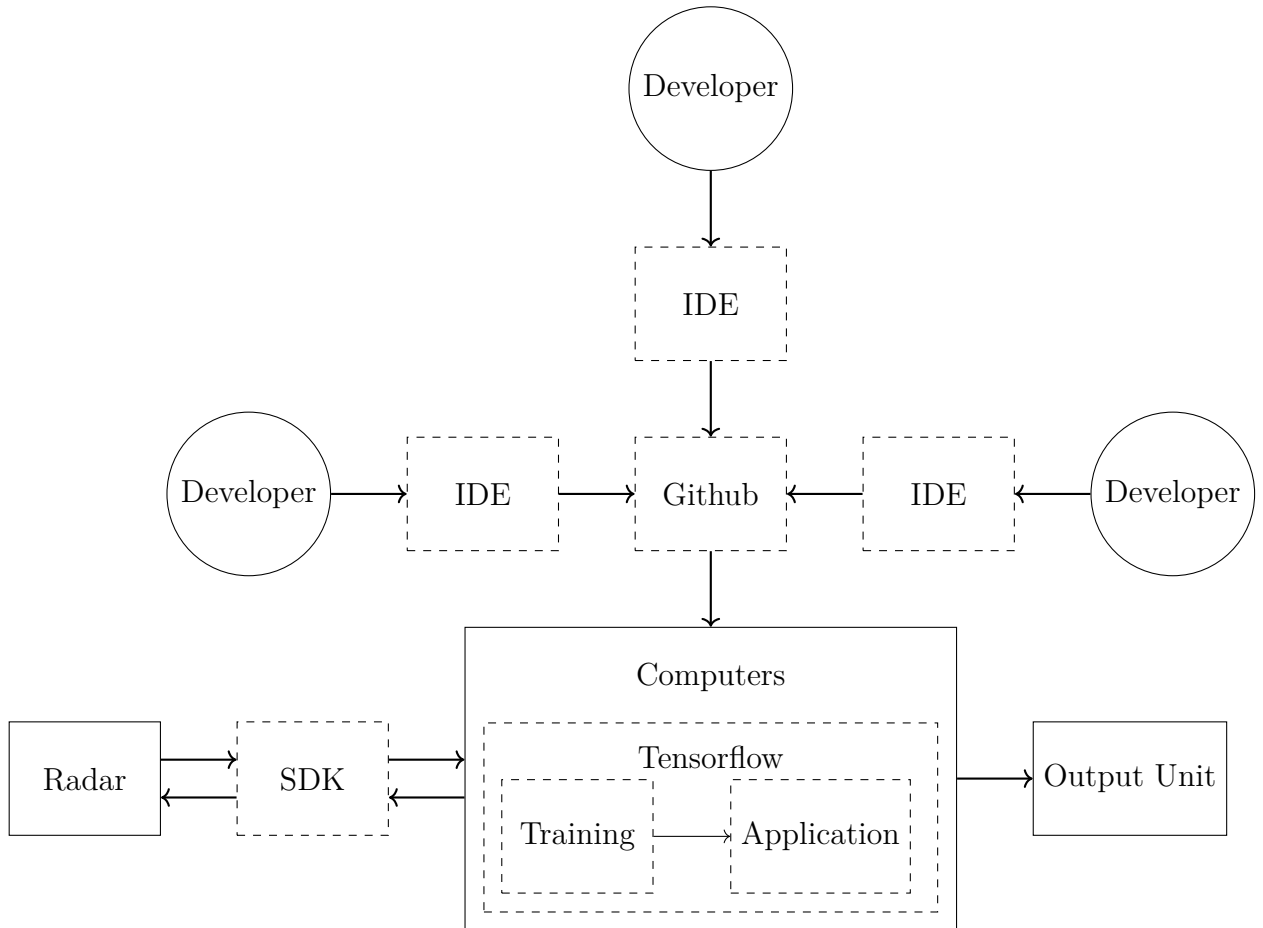 Developer
IDE
Developer
IDE
Github
IDE
Developer
Computers
Tensorflow
Radar
SDK
Output Unit
Training
Application